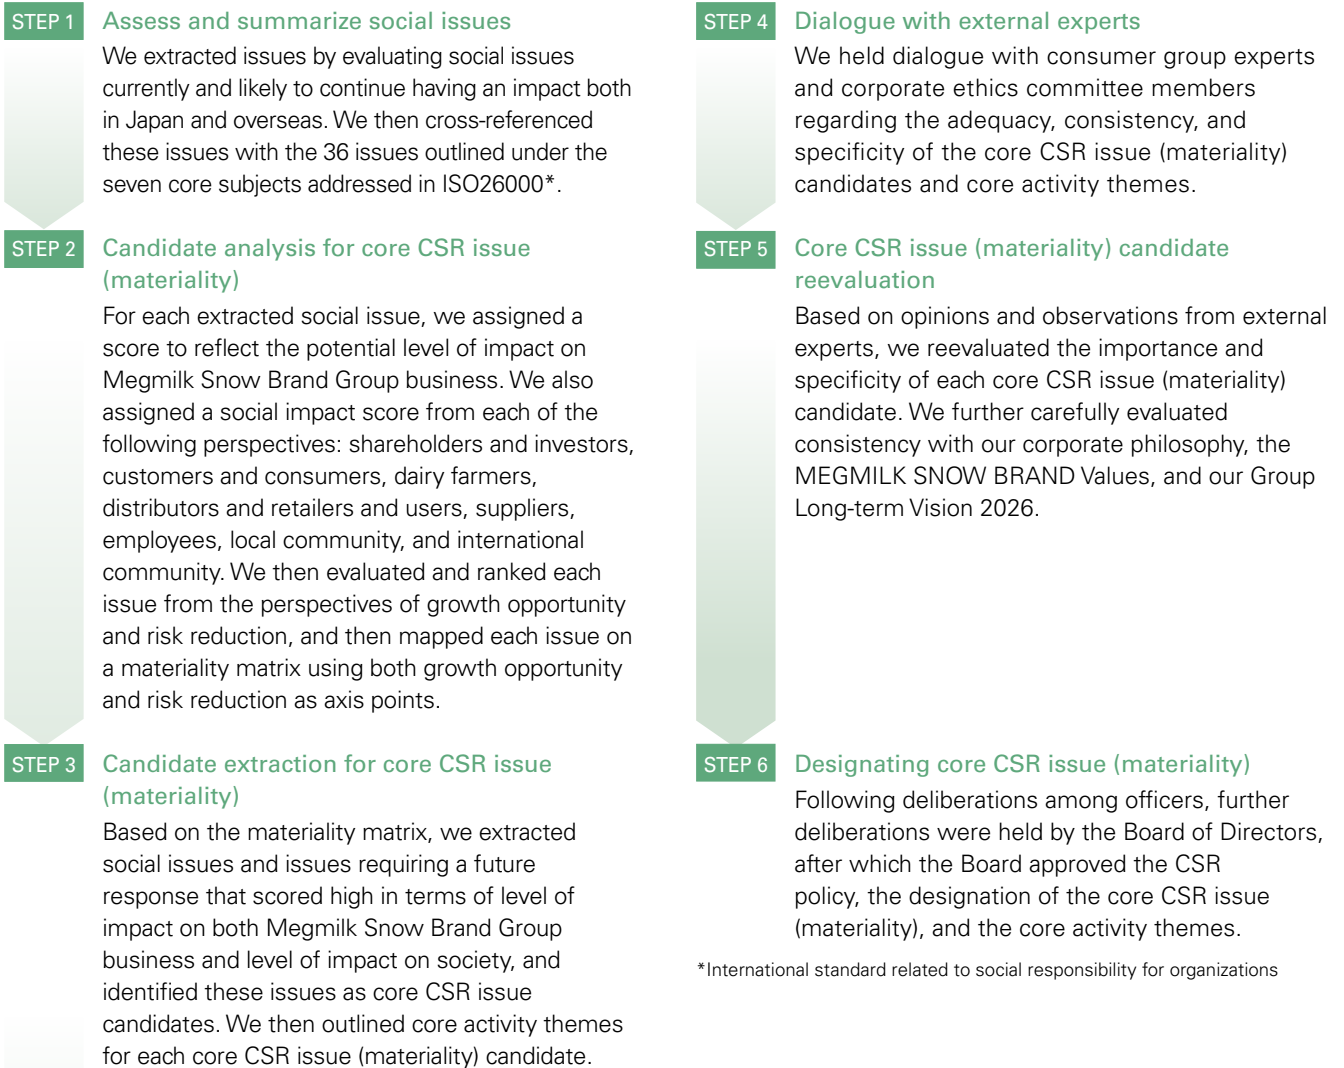 STEP 1
Assess and summarize social issues
We extracted issues by evaluating social issues
currently and likely to continue having an impact both
in Japan and overseas. We then cross-referenced
these issues with the 36 issues outlined under the
seven core subjects addressed in ISO26000*.
STEP 2
Candidate analysis for core CSR issue
(materiality)
For each extracted social issue, we assigned a
score to reflect the potential level of impact on
Megmilk Snow Brand Group business. We also
assigned a social impact score from each of the
following perspectives: shareholders and investors,
customers and consumers, dairy farmers,
distributors and retailers and users, suppliers,
employees, local community, and international
community. We then evaluated and ranked each
issue from the perspectives of growth opportunity
and risk reduction, and then mapped each issue on
a materiality matrix using both growth opportunity
and risk reduction as axis points.
STEP 3
Candidate extraction for core CSR issue
(materiality)
Based on the materiality matrix, we extracted
social issues and issues requiring a future
response that scored high in terms of level of
impact on both Megmilk Snow Brand Group
business and level of impact on society, and
identified these issues as core CSR issue
candidates. We then outlined core activity themes
for each core CSR issue (materiality) candidate.
STEP 4
Dialogue with external experts
We held dialogue with consumer group experts
and corporate ethics committee members
regarding the adequacy, consistency, and
specificity of the core CSR issue (materiality)
candidates and core activity themes.
STEP 5
Core CSR issue (materiality) candidate
reevaluation
Based on opinions and observations from external
experts, we reevaluated the importance and
specificity of each core CSR issue (materiality)
candidate. We further carefully evaluated
consistency with our corporate philosophy, the
MEGMILK SNOW BRAND Values, and our Group
Long-term Vision 2026.
STEP 6
Designating core CSR issue (materiality)
Following deliberations among officers, further
deliberations were held by the Board of Directors,
after which the Board approved the CSR
policy, the designation of the core CSR issue
(materiality), and the core activity themes.
*International standard related to social responsibility for organizations